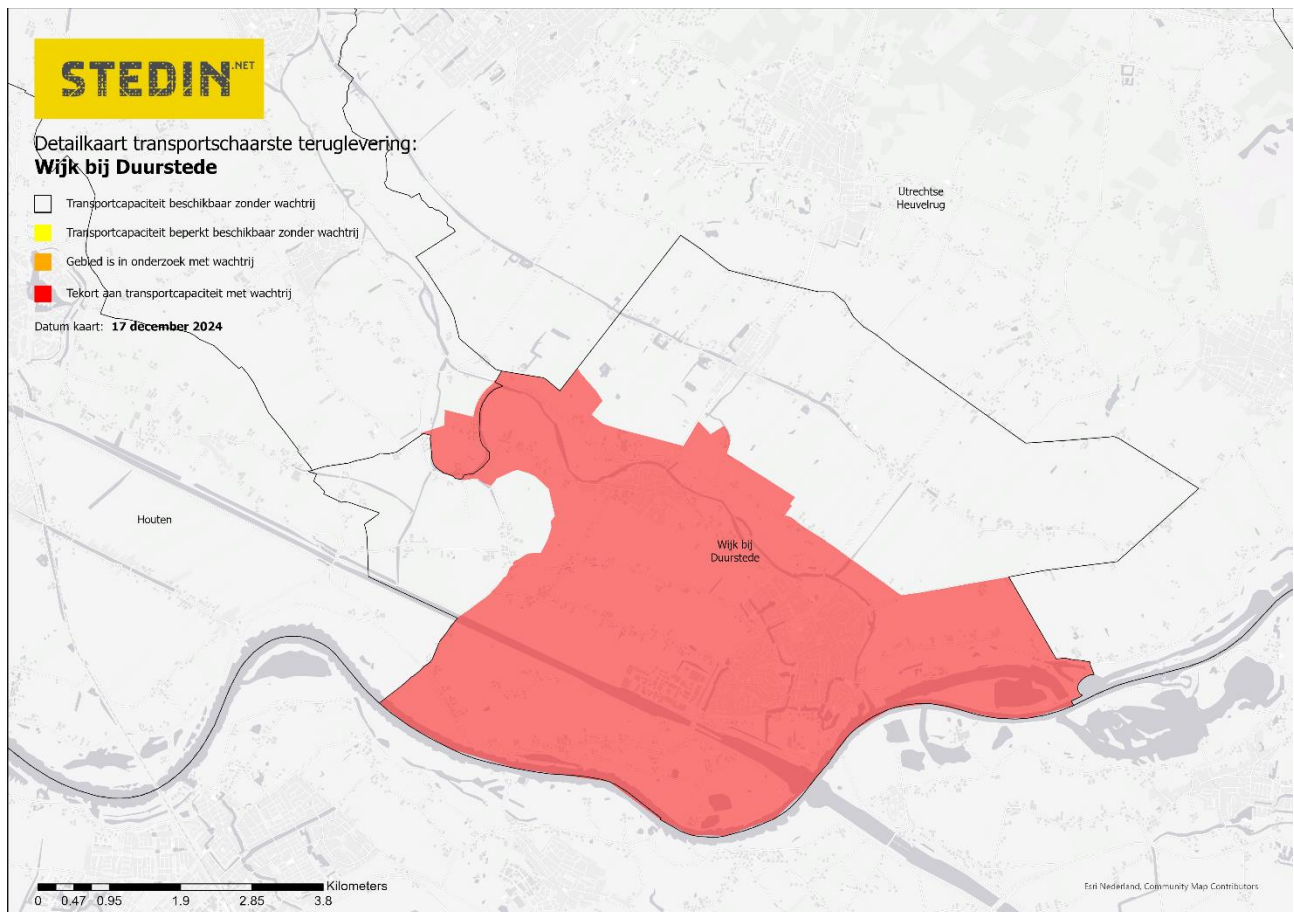 STEDIN.NET
Detailkaart transportschaarste teruglevering:
Wijk bij Duurstede
Transportcapaciteit beschikbaar zonder wachtrij
Transportcapaciteit beperkt beschikbaar zonder wachtrij
Gebied is in onderzoek met wachtrij
Tekort aan transportcapaciteit met wachtrij
Datum kaart: 17 december 2024
Utrechtse
Heuvelrug
Houten
Wijk bij
Duurstede
Kilometers
0 0.47 0.95 1.9 2.85 3.8
Esri Nederland, Community Map Contributors